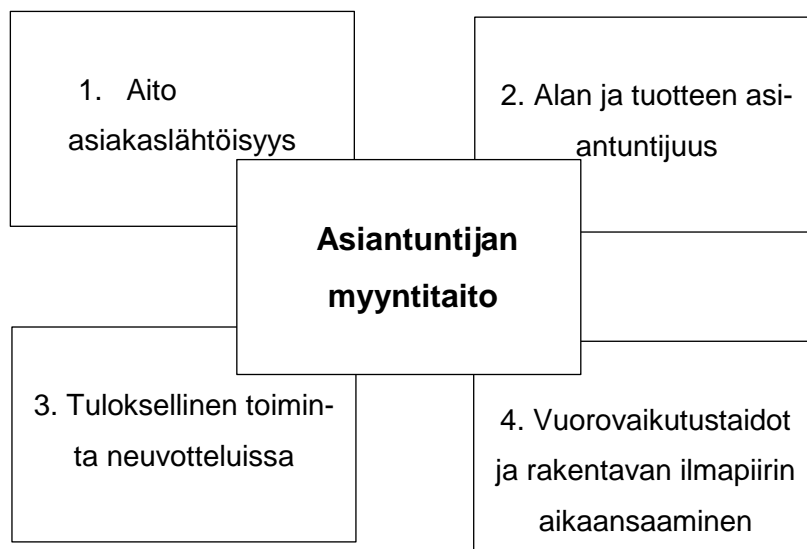 1. Aito
asiakaslähtöisyys
2. Alan ja tuotteen asi-
antuntijuus
Asiantuntijan
myyntitaito
3. Tuloksellinen toimin-
ta neuvotteluissa
4. Vuorovaikutustaidot
ja rakentavan ilmapiirin
aikaansaaminen